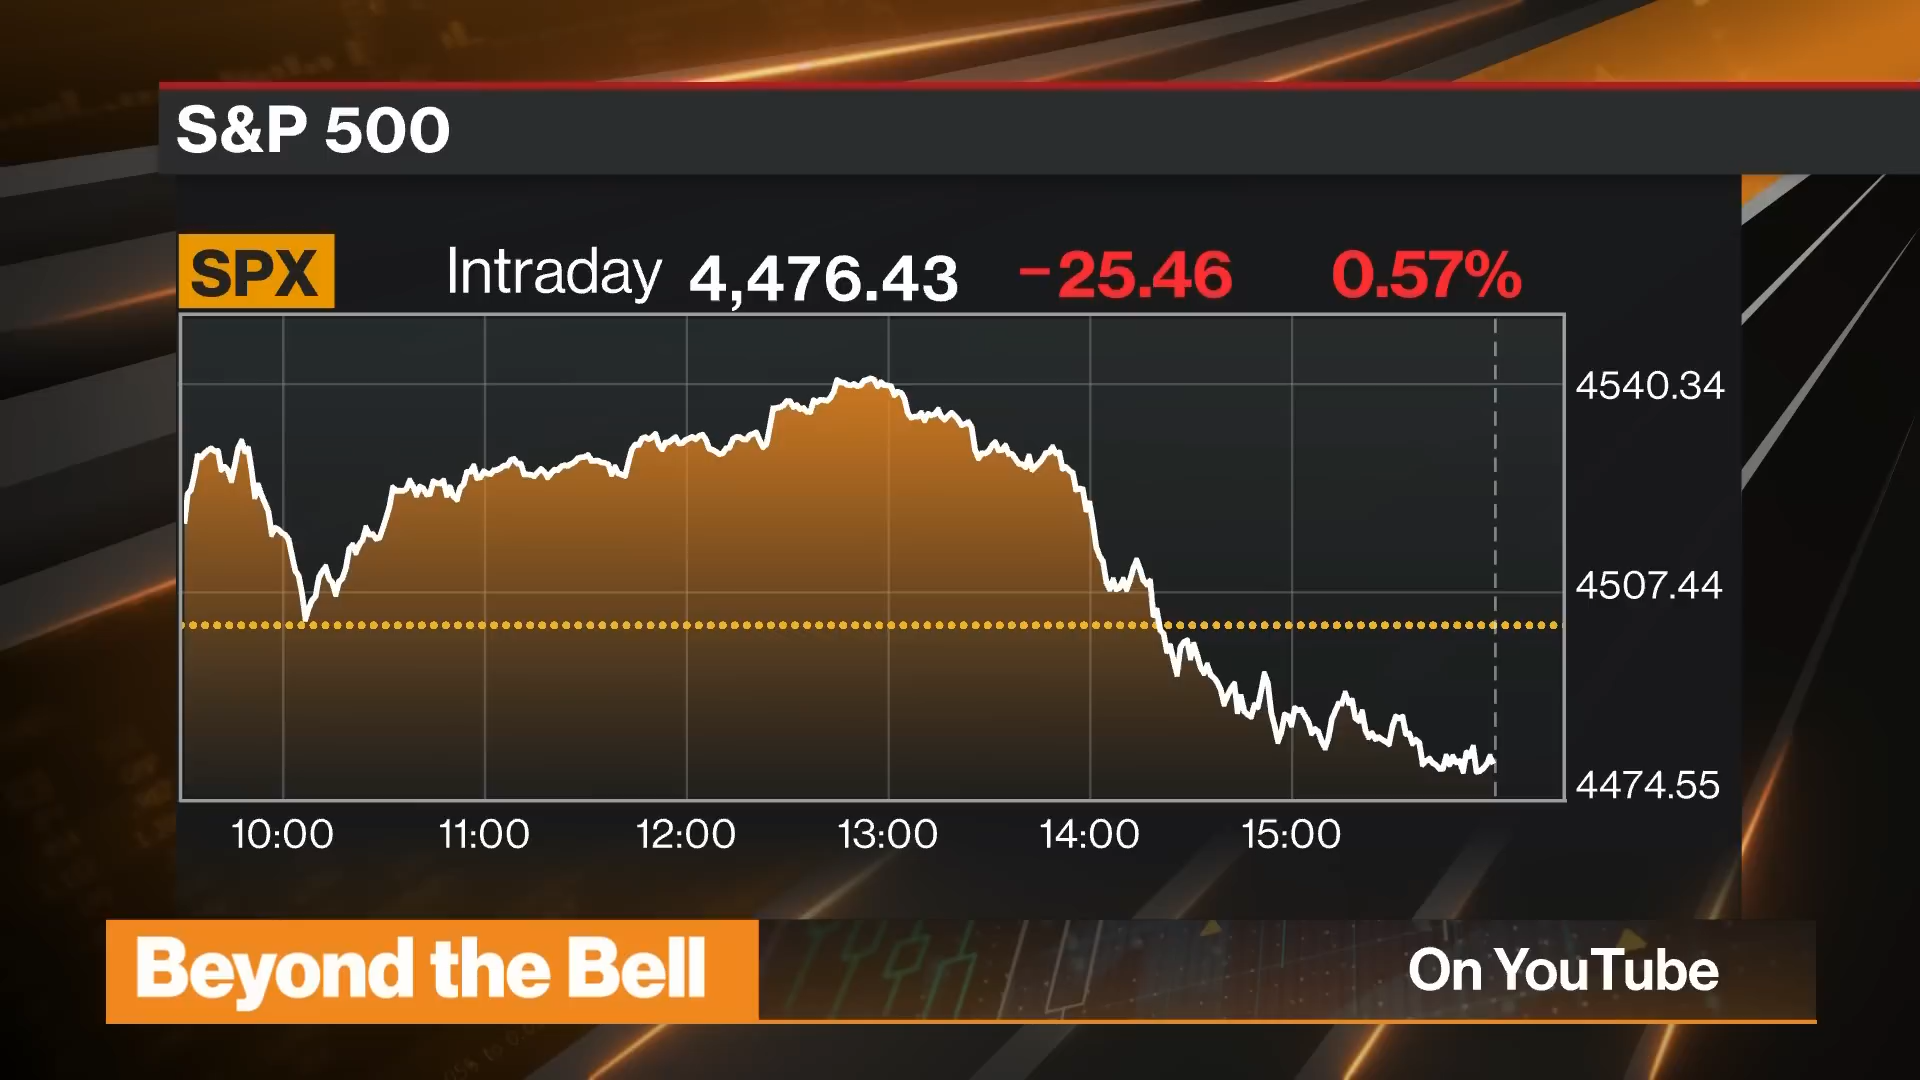 S&P 500
SPX Intraday 4,476.43 −25.46 0.57%
4540.34
4507.44
4474.55
10:00 11:00 12:00 13:00 14:00 15:00
Beyond the Bell On YouTube